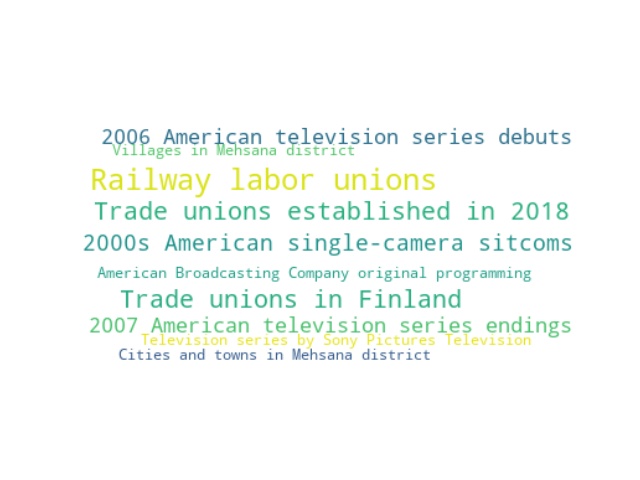 2006 American television series debuts
Villages in Mehsana district
Railway labor unions
Trade unions established in 2018
2000s American single-camera sitcoms
American Broadcasting Company original programming
Trade unions in Finland
2007 American television series endings
Television series by Sony Pictures Television
Cities and towns in Mehsana district